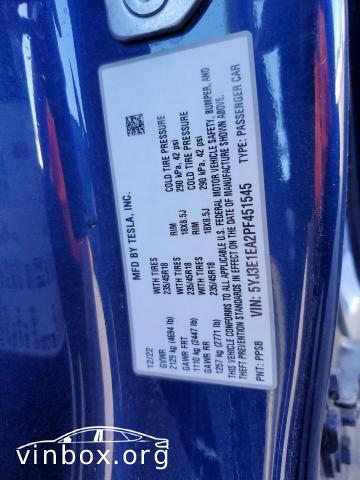 MFD BY TESLA, INC.
12/22
GVWR WITH TIRES RIM COLD TIRE PRESSURE
2129 kg (4694 lb) 235/45R18 18X8.5J 290 kPa, 42 psi
GAWR FRT WITH TIRES RIM COLD TIRE PRESSURE
1110 kg (2447 lb) 235/45R18 18X8.5J 290 kPa, 42 psi
GAWR RR
1257 kg (2771 lb)
THIS VEHICLE CONFORMS TO ALL APPLICABLE U.S. FEDERAL MOTOR VEHICLE SAFETY, BUMPER, AND
THEFT PREVENTION STANDARDS IN EFFECT ON THE DATE OF MANUFACTURE SHOWN ABOVE.
VIN: 5YJ3E1EA2PF451545 TYPE: PASSENGER CAR
PNT: PPSB
vinbox.org